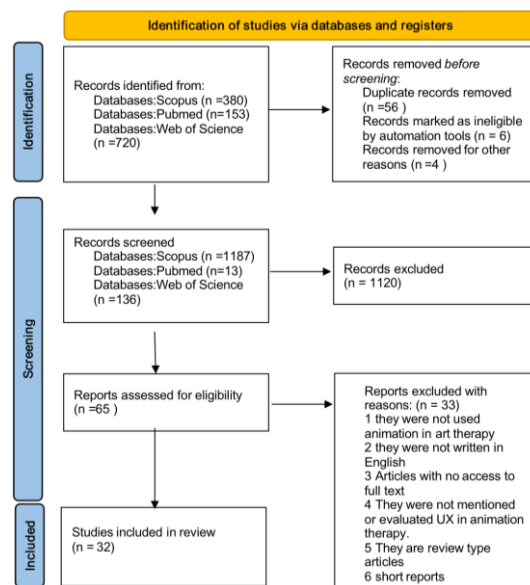 Identification of studies via databases and registers
Identification
Records identified from:
Databases:Scopus (n =380)
Databases:Pubmed (n=153)
Databases:Web of Science
(n =720)
Records removed before
screening:
Duplicate records removed
(n =56 )
Records marked as ineligible
by automation tools (n = 6)
Records removed for other
reasons (n =4 )
Screening
Records screened
Databases:Scopus (n =1187)
Databases:Pubmed (n=13)
Databases:Web of Science
(n =136)
Records excluded
(n = 1120)
Reports assessed for eligibility
(n =65 )
Reports excluded with
reasons: (n = 33)
1 they were not used
animation in art therapy
2 they were not written in
English
3 Articles with no access to
full text
4 They were not mentioned
or evaluated UX in animation
therapy.
5 They are review type
articles
6 short reports
Included
Studies included in review
(n = 32)